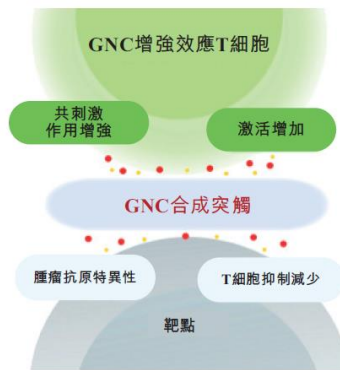 GNC增強效應T細胞
共刺激
作用增強
激活增加
GNC合成突觸
腫瘤抗原特異性
T細胞抑制減少
靶點